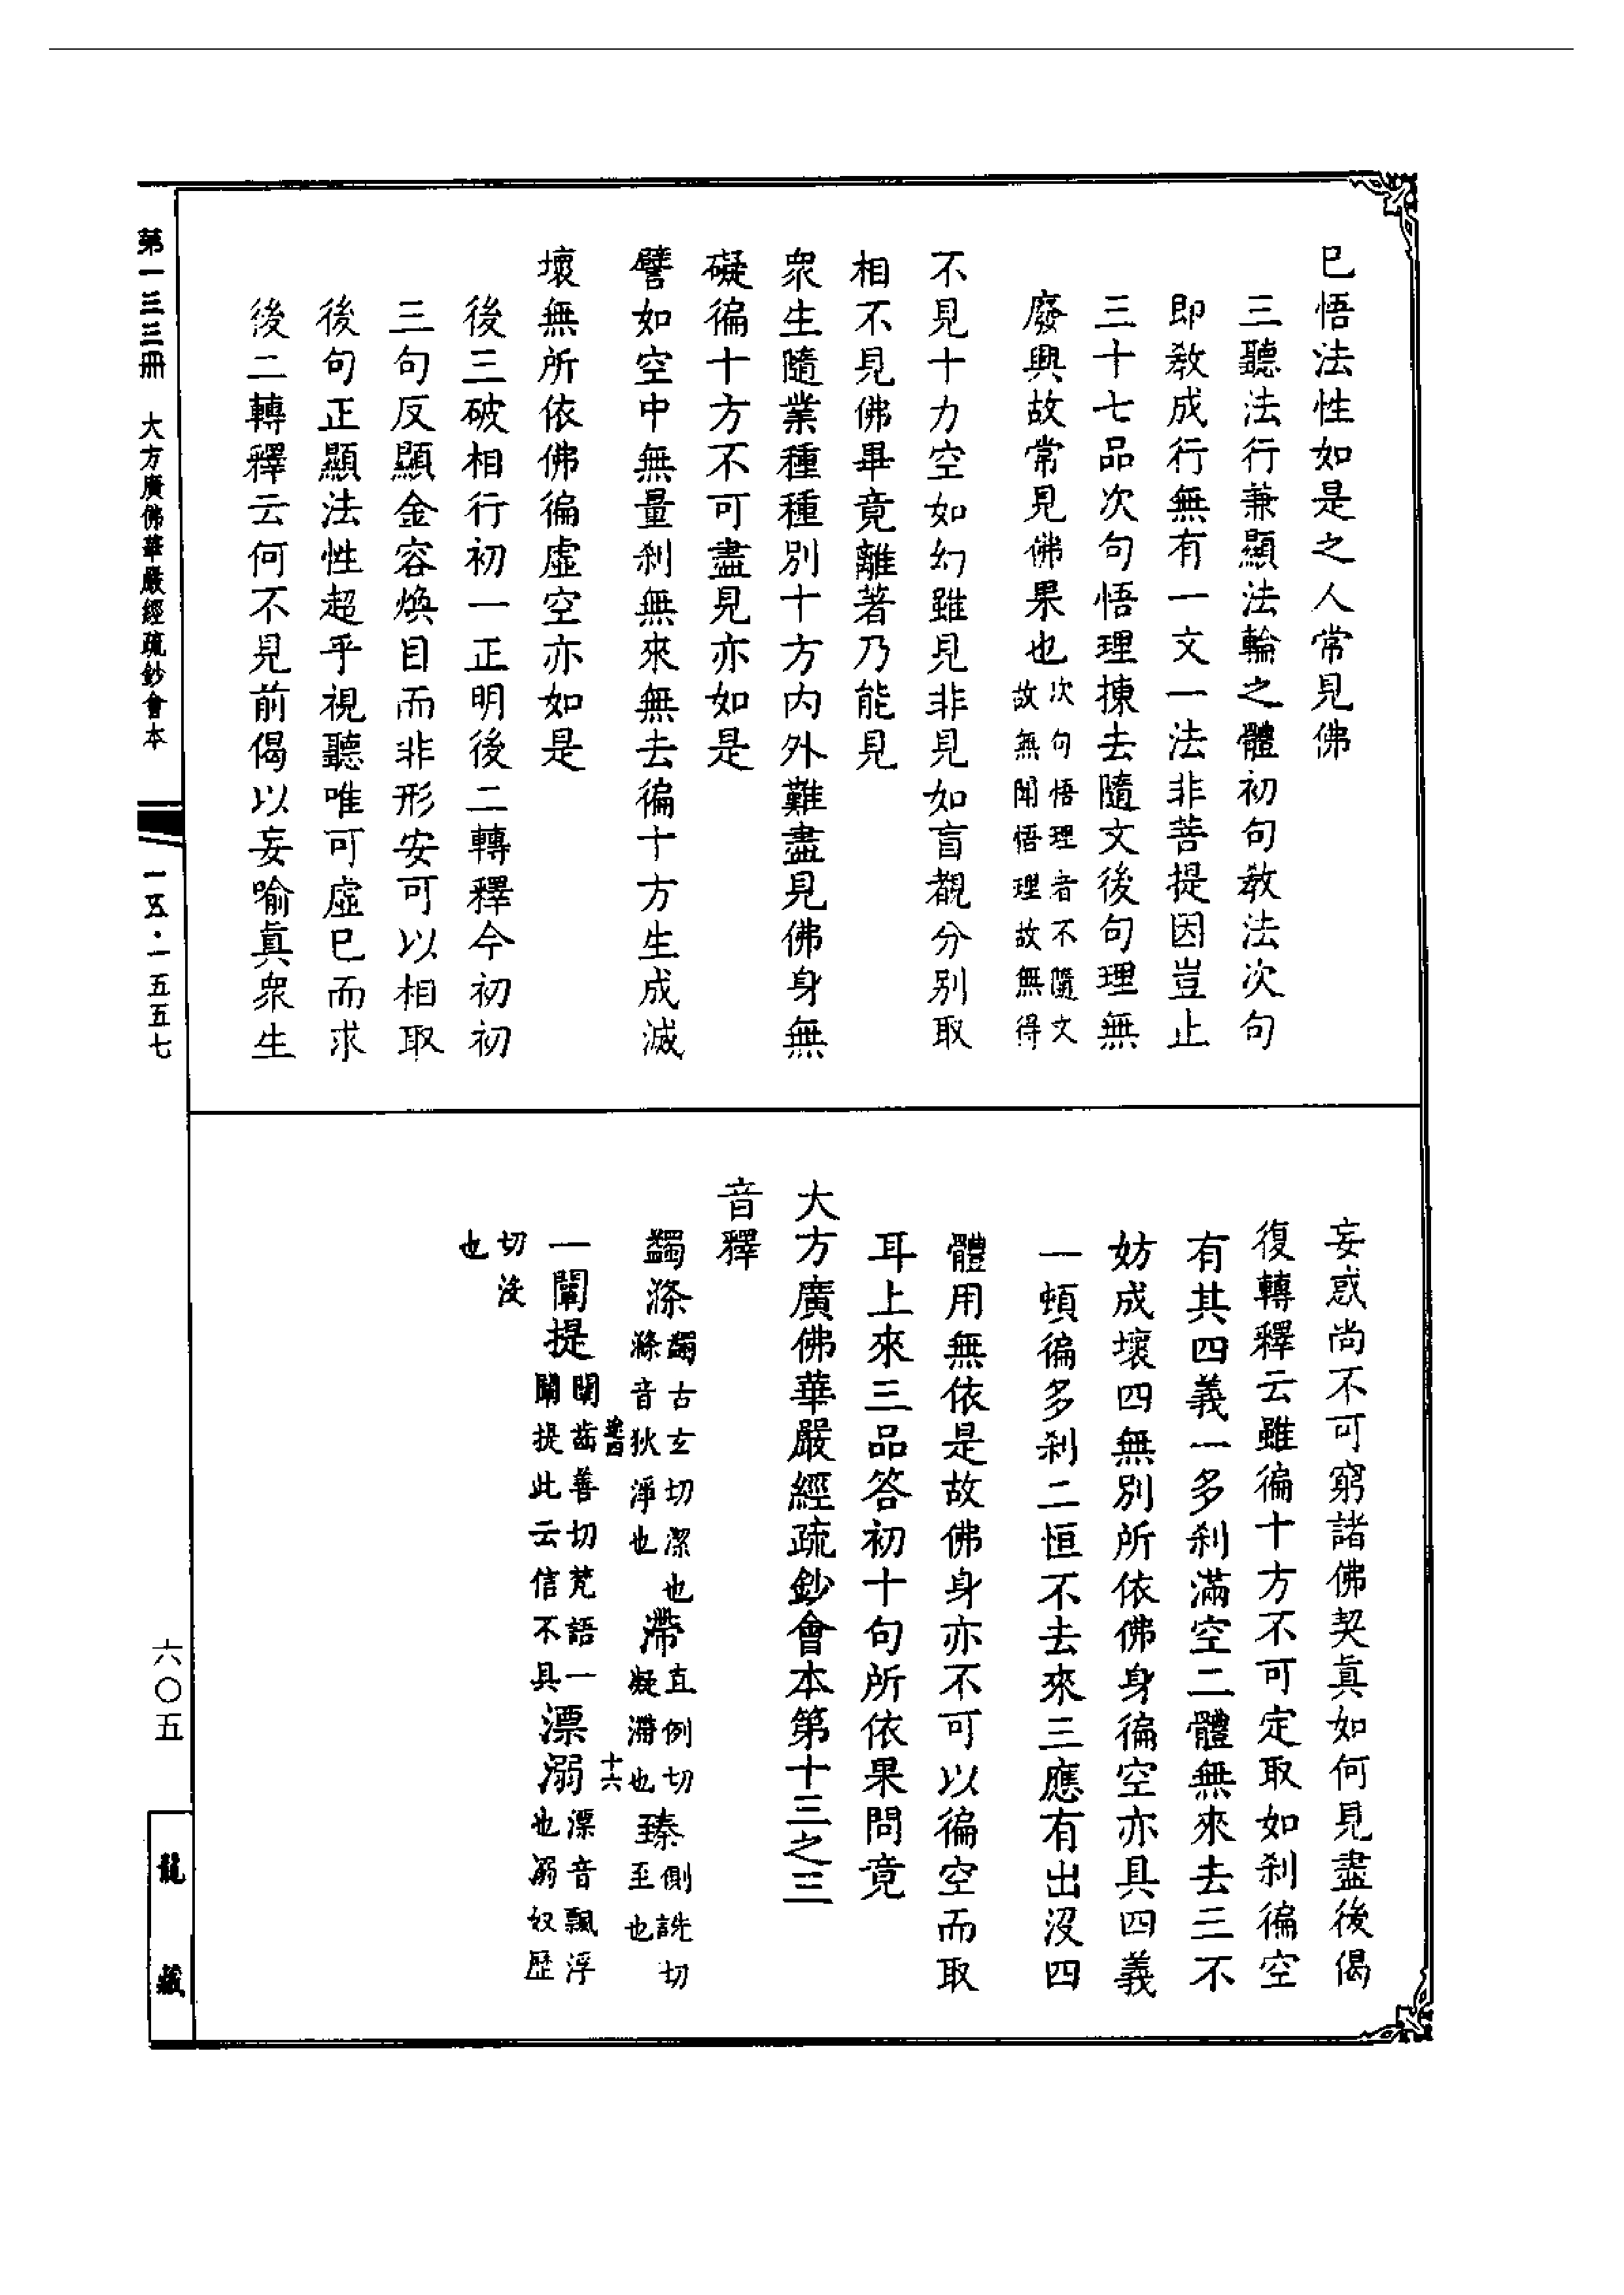 已悟法性如是之人常見佛
三聽法行兼顯法輪之體初句教法次句
即教成行無有一文一法非菩提因豈止
三十七品次句悟理揀去隨文後句理無
廢興故常見佛果也次句悟理者不隨文故無聞悟理故無得
不見十力空如幻雖見非見如盲覩分別取
相不見佛畢竟離著乃能見
衆生隨業種種別十方內外難盡見佛身無
礙徧十方不可盡見亦如是
譬如空中無量剎無來無去徧十方生成滅
壞無所依佛徧虛空亦如是
後三破相行初一正明後二轉釋今初初
三句反顯金容煥目而非形安可以相取
後句正顯法性超乎視聽唯可虛已而求
後二轉釋云何不見前偈以妄喻眞衆生
妄惑尚不可窮諸佛契眞如何見盡後偈
復轉釋云雖徧十方不可定取如剎徧空
有其四義一多剎滿空二體無來去三不
妨成壞四無別所依佛身徧空亦具四義
一頓徧多剎二恒不去來三應有出沒四
體用無依是故佛身亦不可以徧空而取
耳上來三品答初十句所依果問竟
大方廣佛華嚴經疏鈔會本第十三之三
音釋
蠲滌蠲古玄切潔也滌音狄淨也滯直例切凝滯也臻側詵切至也
一闡提闡齒善切梵語一闡提此云信不具漂溺漂音飄浮也溺奴歷
切沒也
第一三三冊 大方廣佛華嚴經疏鈔會本
一五·一五五七
六〇五
龍藏